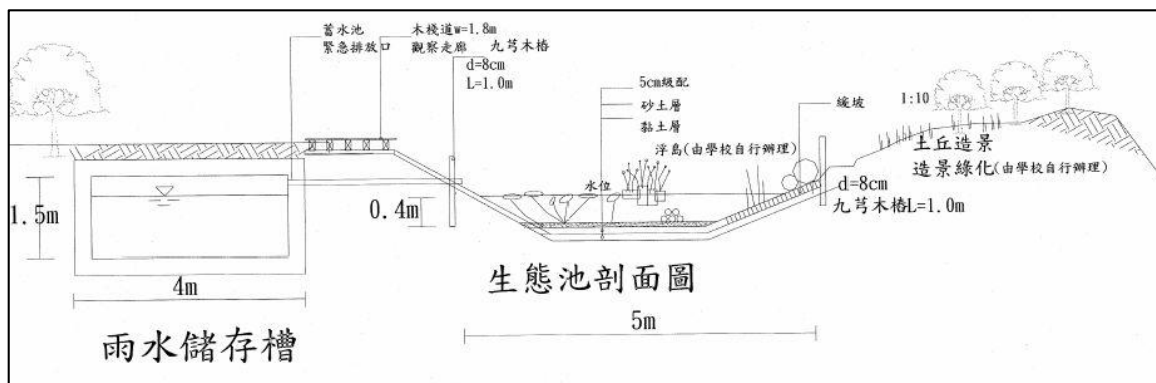 蓄水池
緊急排放口
木棧道w=1.8m
觀察走廊
九芎木樁
d=8cm
L=1.0m
5cm級配
砂土層
黏土層
浮島(由學校自行辦理)
水位
緩坡
1:10
土丘造景
造景綠化(由學校自行辦理)
d=8cm
九芎木樁L=1.0m
1.5m
0.4m
4m
生態池剖面圖
5m
雨水儲存槽